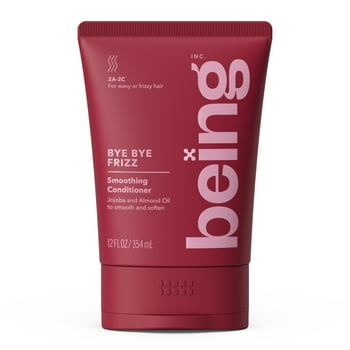 INC.
being
2A-2C
For wavy or frizzy hair
BYE BYE
FRIZZ
Smoothing
Conditioner
Jojoba and Almond Oil
to smooth and soften
12 FL OZ / 354 mL